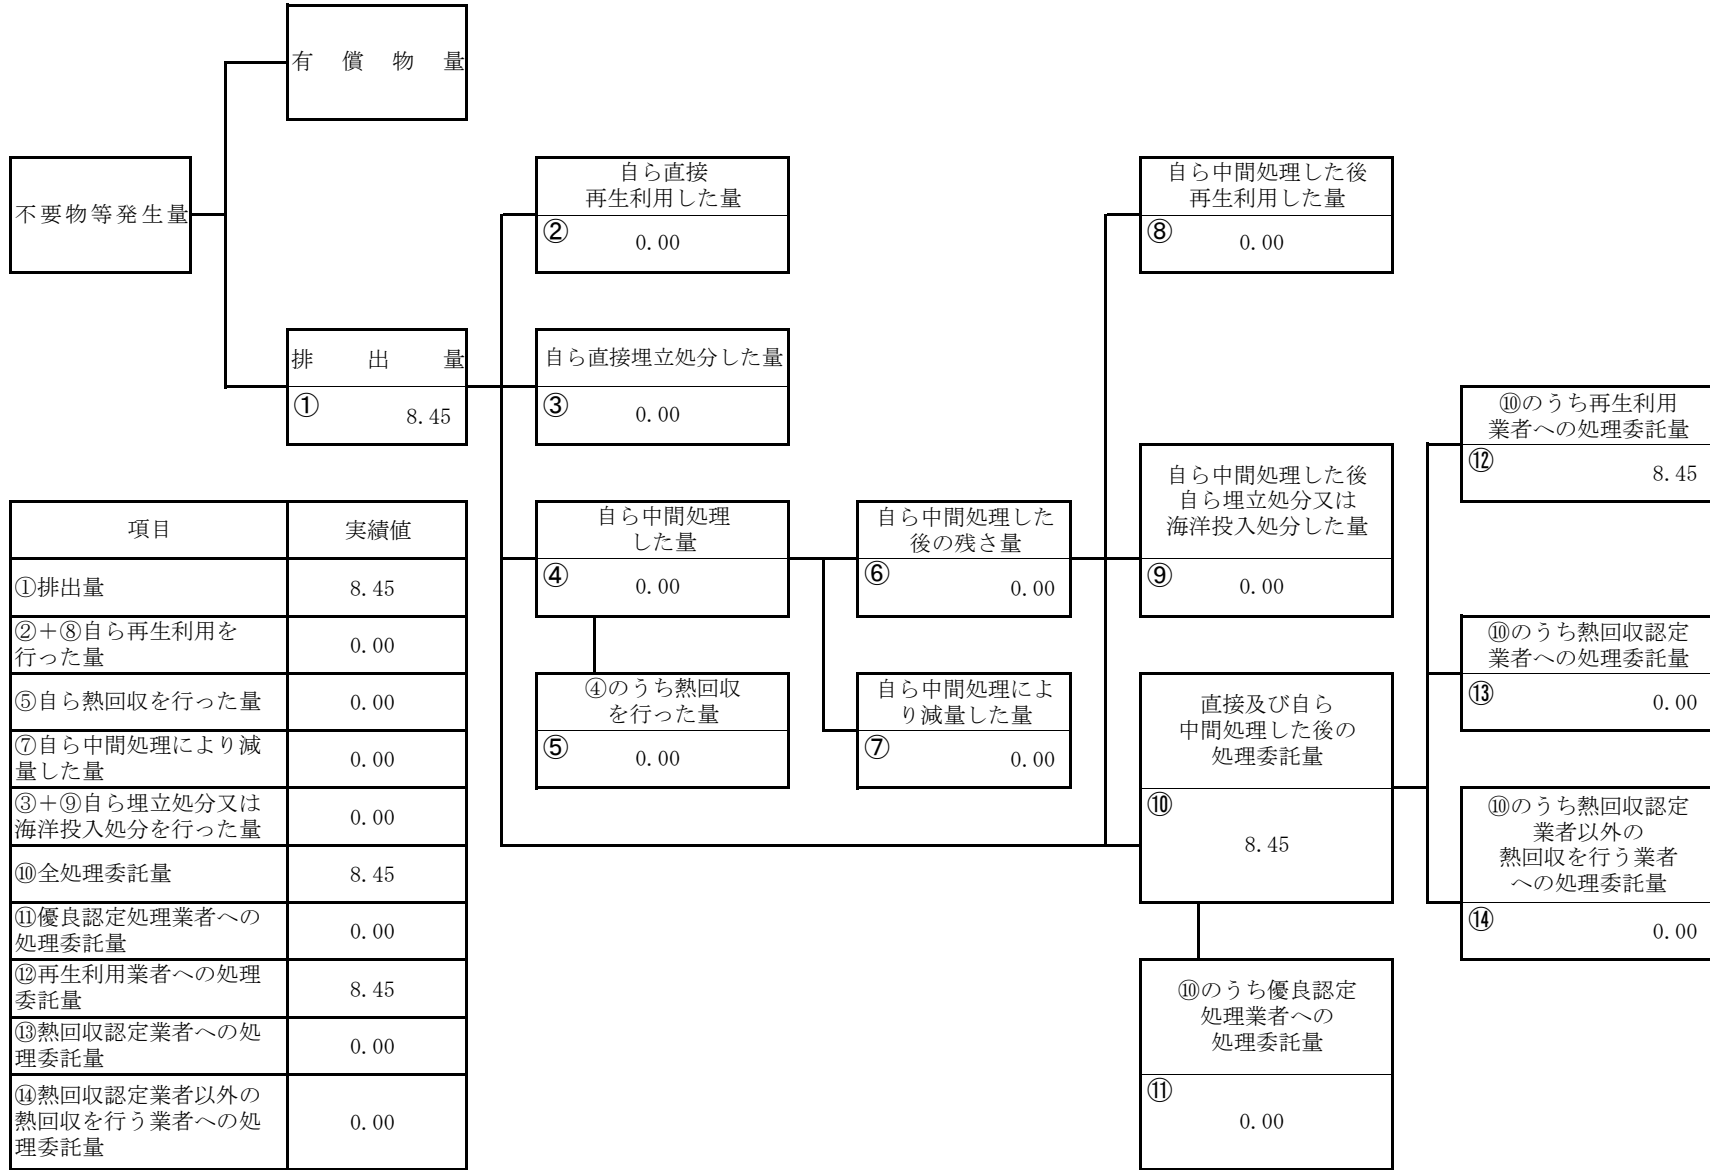 有償物量
不要物等発生量
排出量
①
8.45
自ら直接
再生利用した量
②
0.00
自ら直接埋立処分した量
③
0.00
自ら中間処理
した量
④
0.00
④のうち熱回収
を行った量
⑤
0.00
自ら中間処理した
後の残さ量
⑥
0.00
自ら中間処理によ
り減量した量
⑦
0.00
自ら中間処理した後
再生利用した量
⑧
0.00
自ら中間処理した後
自ら埋立処分又は
海洋投入処分した量
⑨
0.00
直接及び自ら
中間処理した後の
処理委託量
⑩
8.45
⑩のうち優良認定
処理業者への
処理委託量
⑪
0.00
⑩のうち再生利用
業者への処理委託量
⑫
8.45
⑩のうち熱回収認定
業者への処理委託量
⑬
0.00
⑩のうち熱回収認定
業者以外の
熱回収を行う業者
への処理委託量
⑭
0.00
項目 実績値
①排出量 8.45
②＋⑧自ら再生利用を
行った量 0.00
⑤自ら熱回収を行った量 0.00
⑦自ら中間処理により減
量した量 0.00
③＋⑨自ら埋立処分又は
海洋投入処分を行った量 0.00
⑩全処理委託量 8.45
⑪優良認定処理業者への
処理委託量 0.00
⑫再生利用業者への処理
委託量 8.45
⑬熱回収認定業者への処
理委託量 0.00
⑭熱回収認定業者以外の
熱回収を行う業者への処
理委託量 0.00